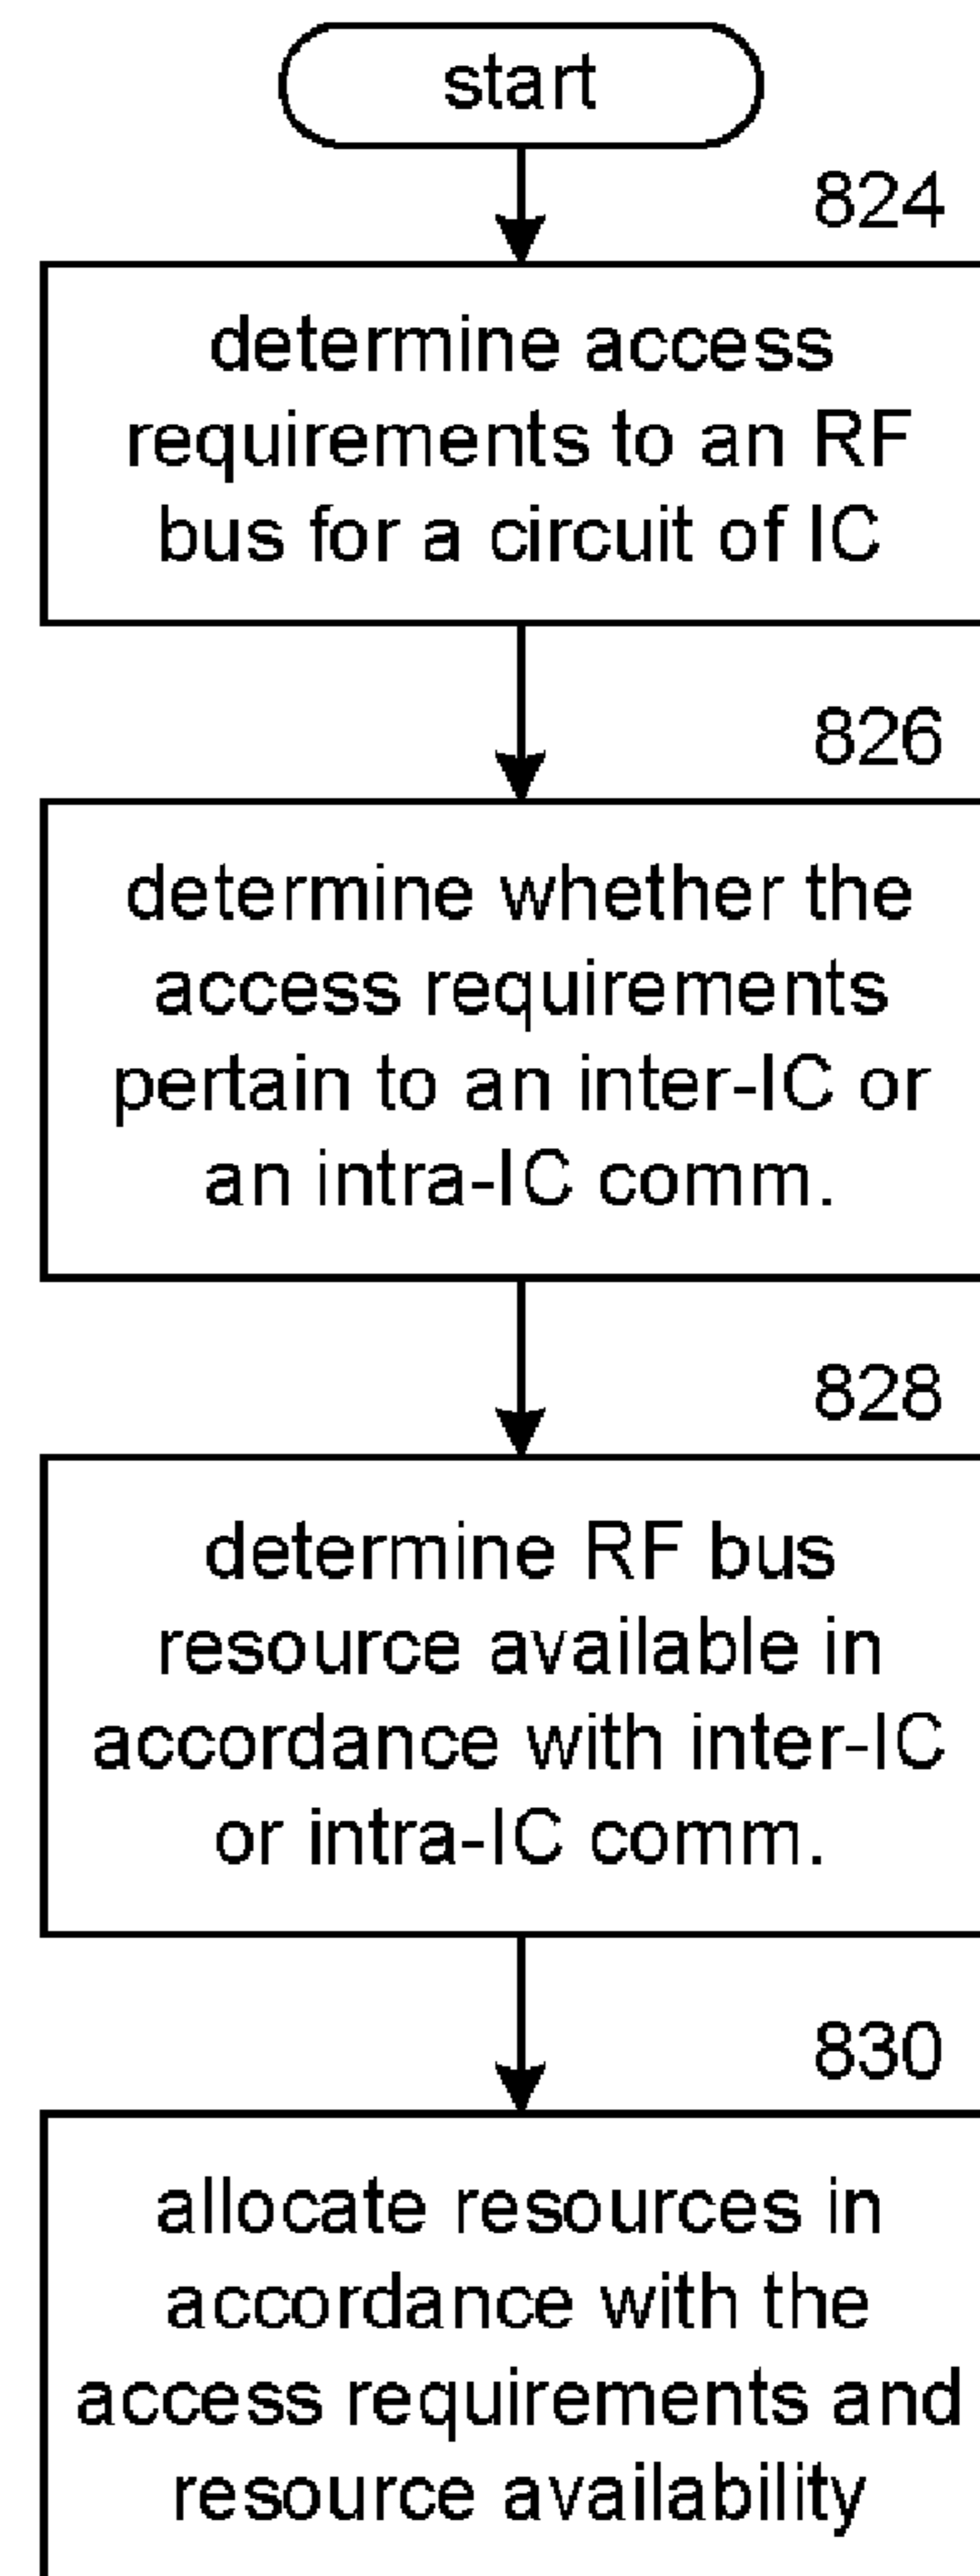 start
824
determine access
requirements to an RF
bus for a circuit of IC
826
determine whether the
access requirements
pertain to an inter-IC or
an intra-IC comm.
828
determine RF bus
resource available in
accordance with inter-IC
or intra-IC comm.
830
allocate resources in
accordance with the
access requirements and
resource availability